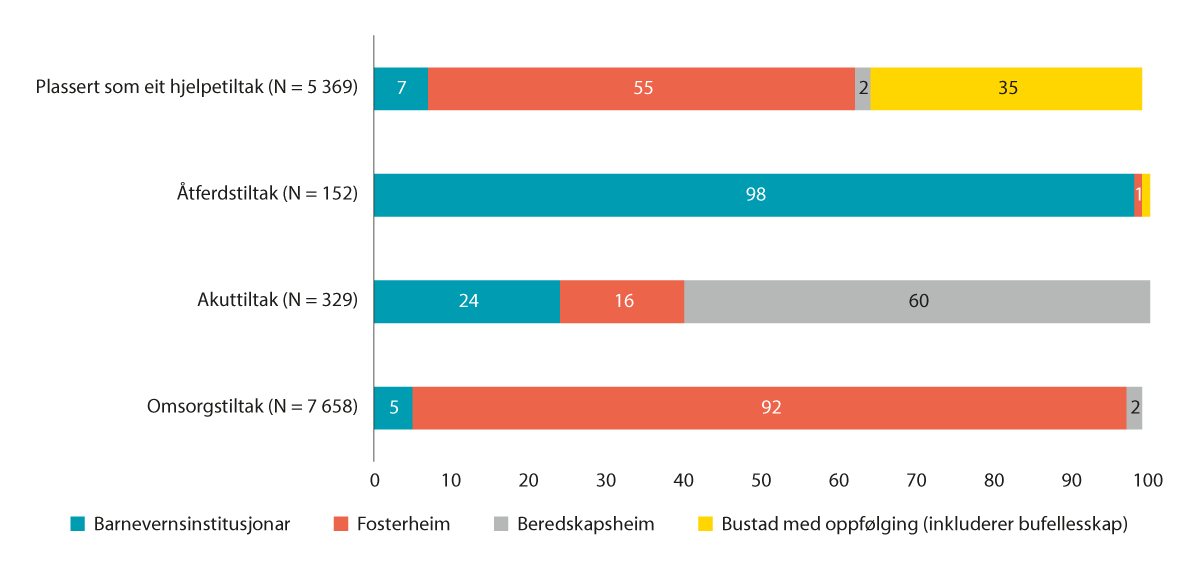 Plassert som eit hjelpetiltak (N = 5 369) 7 55 2 35
Åtferdstiltak (N = 152) 98 1
Akuttiltak (N = 329) 24 16 60
Omsorgstiltak (N = 7 658) 5 92 2
0 10 20 30 40 50 60 70 80 90 100
Barnevernsinstitusjonar Fosterheim Beredskapsheim Bustad med oppfølging (inkluderer bufellesskap)